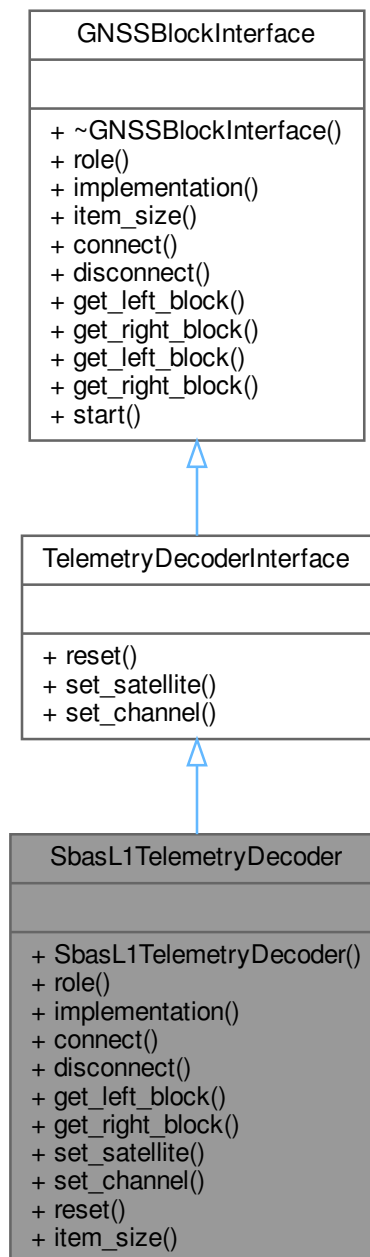 GNSSBlockInterface
+ ~GNSSBlockInterface()
+ role()
+ implementation()
+ item_size()
+ connect()
+ disconnect()
+ get_left_block()
+ get_right_block()
+ get_left_block()
+ get_right_block()
+ start()
TelemetryDecoderInterface
+ reset()
+ set_satellite()
+ set_channel()
SbasL1TelemetryDecoder
+ SbasL1TelemetryDecoder()
+ role()
+ implementation()
+ connect()
+ disconnect()
+ get_left_block()
+ get_right_block()
+ set_satellite()
+ set_channel()
+ reset()
+ item_size()